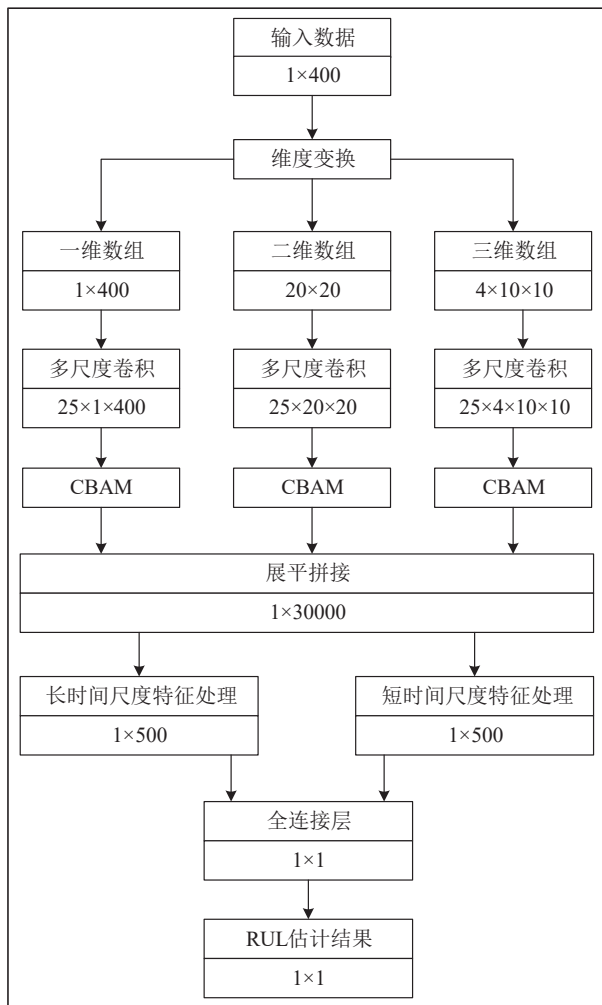 输入数据
1×400
维度变换
一维数组
二维数组
三维数组
1×400
20×20
4×10×10
多尺度卷积
多尺度卷积
多尺度卷积
25×1×400
25×20×20
25×4×10×10
CBAM
CBAM
CBAM
展平拼接
1×30000
长时间尺度特征处理
短时间尺度特征处理
1×500
1×500
全连接层
1×1
RUL估计结果
1×1